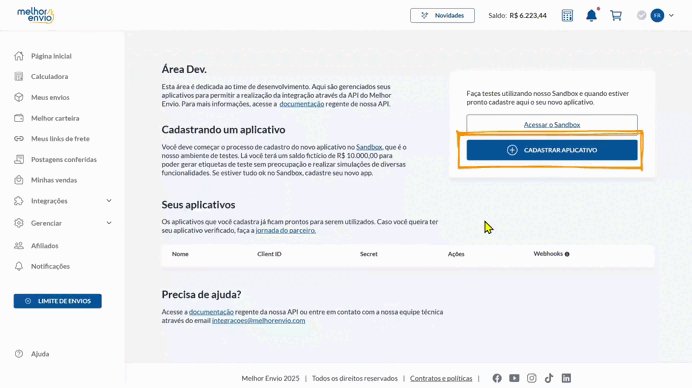 melhor envio
Novidades
Saldo: R$ 6.223,44
ER
Página inicial
Calculadora
Meus envios
Melhor carteira
Meus links de frete
Postagens conferidas
Minhas vendas
Integrações
Gerenciar
Afiliados
Notificações
LIMITE DE ENVIOS
Ajuda
Área Dev.
Esta área é dedicada ao time de desenvolvimento. Aqui são gerenciados seus
aplicativos para permitir a realização da integração através da API do Melhor
Envio. Para mais informações, acesse a documentação regente de nossa API.
Cadastrando um aplicativo
Você deve começar o processo de cadastro do novo aplicativo no Sandbox, que é o
nosso ambiente de testes. Lá você terá um saldo fictício de R$ 10.000,00 para
poder gerar etiquetas de teste sem preocupação e realizar simulações de diversas
funcionalidades. Se estiver tudo ok no Sandbox, cadastre seu novo app.
Faça testes utilizando nosso Sandbox e quando estiver
pronto cadastre aqui o seu novo aplicativo.
Acessar o Sandbox
CADASTRAR APLICATIVO
Seus aplicativos
Os aplicativos que você cadastra já ficam prontos para serem utilizados. Caso você queira ter
seu aplicativo verificado, faça a jornada do parceiro.
Nome Client ID Secret Ações Webhooks
Precisa de ajuda?
Acesse a documentação regente da nossa API ou entre em contato com a nossa equipe técnica
através do email integracoes@melhorenvio.com
Melhor Envio 2025 | Todos os direitos reservados | Contratos e políticas |